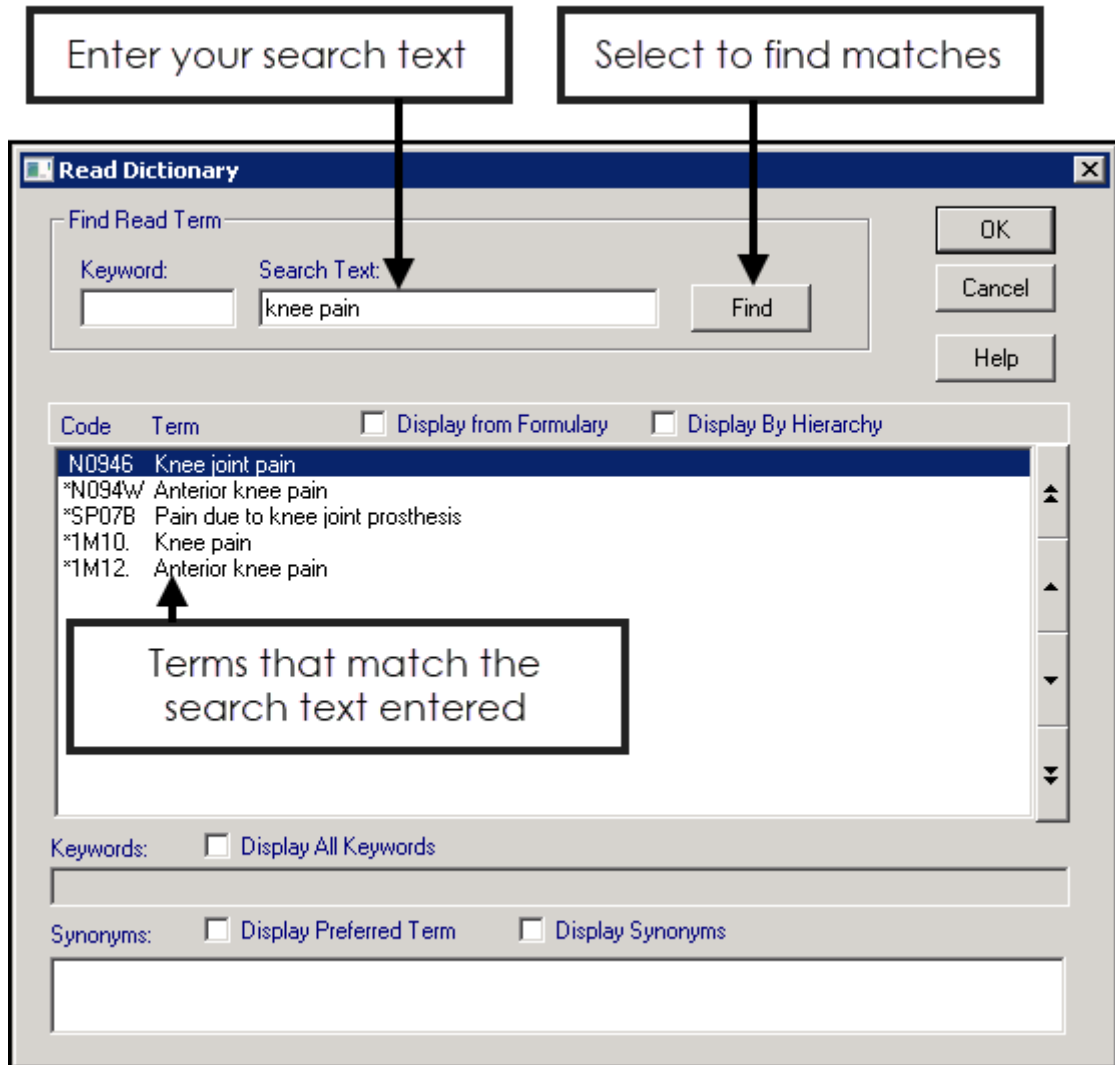 Enter your search text
Select to find matches
Read Dictionary
Find Read Term
OK
Keyword:
Search Text:
Cancel
knee pain
Find
Help
Code Term Display from Formulary Display By Hierarchy
N0946 Knee joint pain
*N094W Anterior knee pain
*SP07B Pain due to knee joint prosthesis
*1M10. Knee pain
*1M12. Anterior knee pain
Terms that match the
search text entered
Keywords: Display All Keywords
Synonyms: Display Preferred Term Display Synonyms